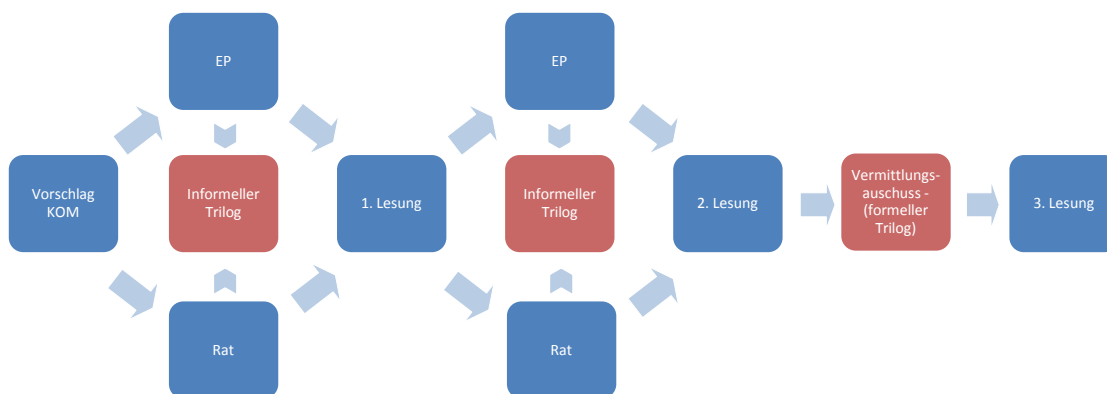 EP
EP
Vorschlag
KOM
Informeller
Trilog
1. Lesung
Informeller
Trilog
2. Lesung
Vermittlungs-
auschuss -
(formeller
Trilog)
3. Lesung
Rat
Rat